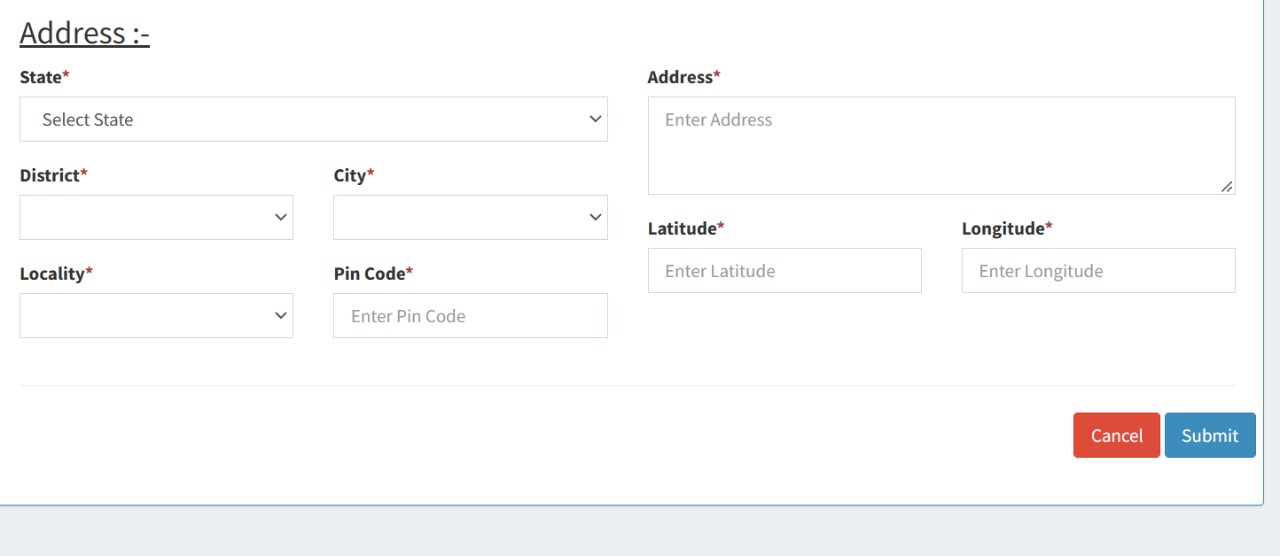 Address :-
State*
Select State
District*
City*
Locality*
Pin Code*
Enter Pin Code
Address*
Enter Address
Latitude*
Longitude*
Enter Latitude
Enter Longitude
Cancel
Submit